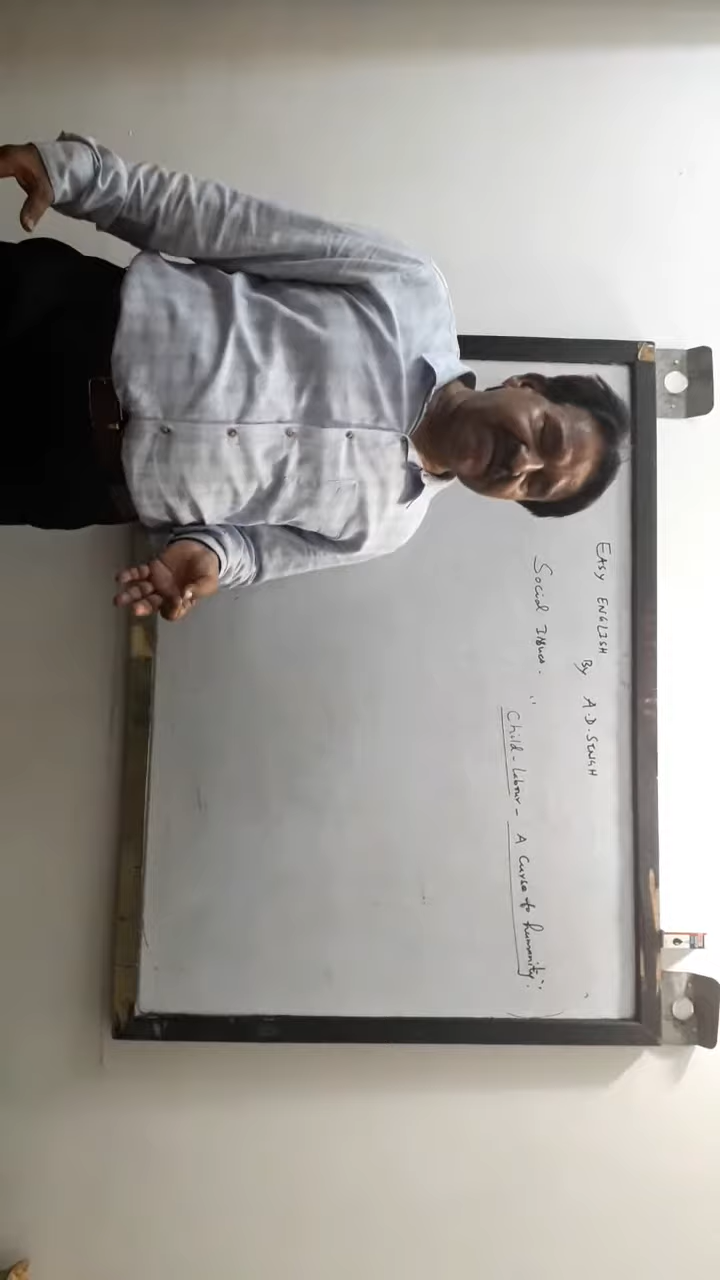 EASY ENGLISH By A.D. SINGH
Social Issues. "Child-Labour- A Curse to humanity".